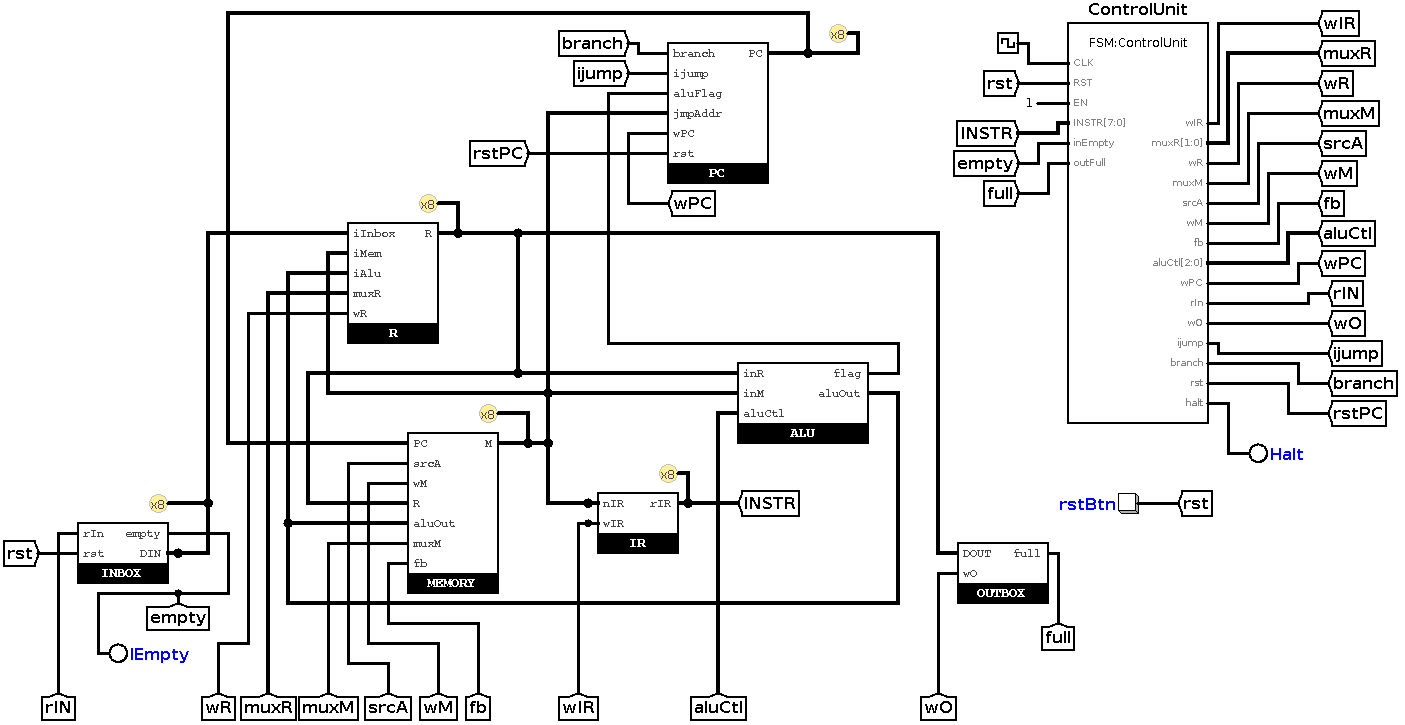 ControlUnit
FSM:ControlUnit
CLK
RST
EN
INSTR[7:0]
inEmpty
outFull
wIR
muxR[1:0]
wR
muxM
srcA
wM
fb
aluCtl[2:0]
wPC
rIn
wO
ijump
branch
rst
halt
rst
1
INSTR
empty
full
wIR
muxR
wR
muxM
srcA
wM
fb
aluCtl
wPC
rIN
wO
ijump
branch
rstPC
Halt
rstBtn
rst
branch
ijump
rstPC
wPC
x8
branch PC
ijump
aluFlag
jmpAddr
wPC
rst
PC
x8
iInbox R
iMem
iAlu
muxR
wR
R
inR flag
inM aluOut
aluCtl
ALU
x8
PC M
srcA
wM
R
aluOut
muxM
fb
MEMORY
x8
nIR rIR
wIR
IR
INSTR
x8
rIn empty
rst DIN
INBOX
rst
empty
IEmpty
DOUT full
wO
OUTBOX
full
rIN
wR
muxR
muxM
srcA
wM
fb
wIR
aluCtl
wO